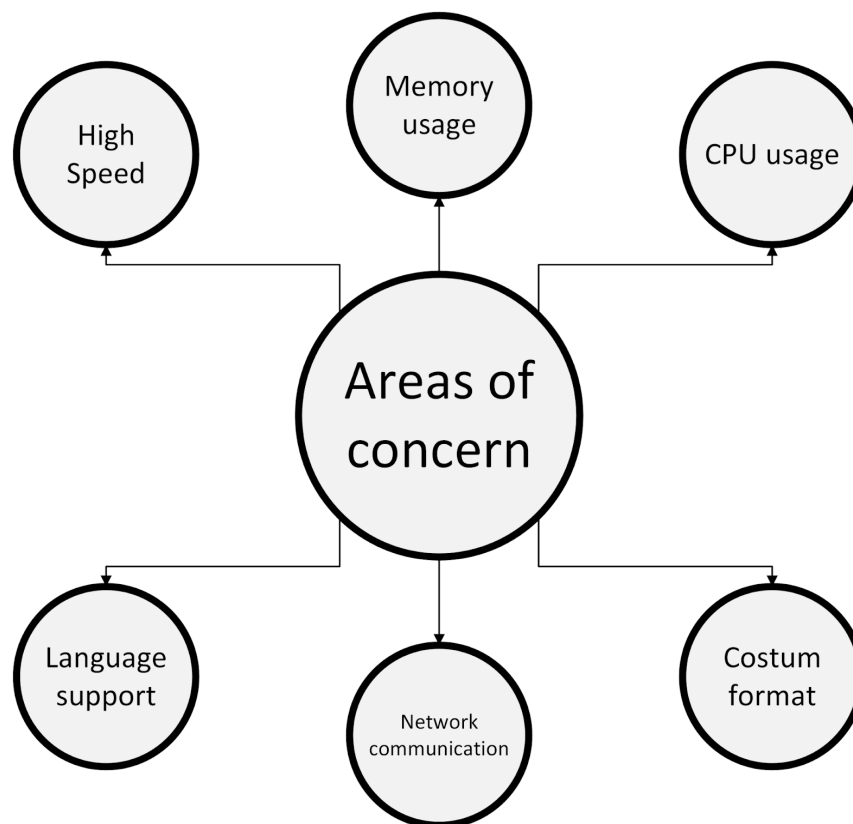 High
Speed
Memory
usage
CPU usage
Areas of
concern
Language
support
Network
communication
Costum
format